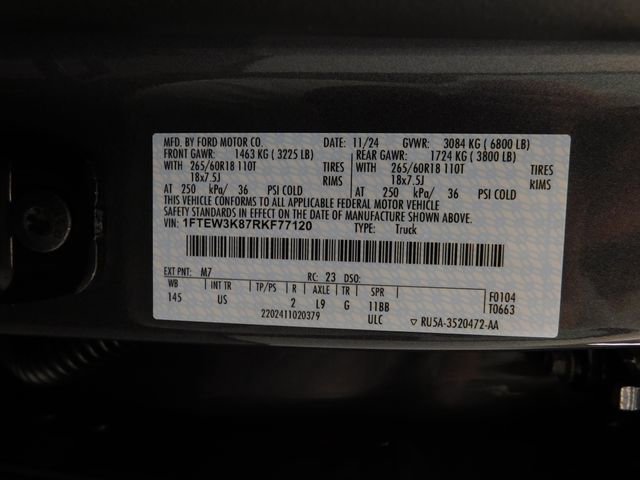 MFD. BY FORD MOTOR CO. DATE: 11/24 GVWR: 3084 KG ( 6800 LB)
FRONT GAWR: 1463 KG ( 3225 LB) REAR GAWR: 1724 KG ( 3800 LB)
WITH 265/60R18 110T TIRES WITH 265/60R18 110T TIRES
18x7.5J RIMS 18x7.5J RIMS
AT 250 kPa/ 36 PSI COLD AT 250 kPa/ 36 PSI COLD
THIS VEHICLE CONFORMS TO ALL APPLICABLE FEDERAL MOTOR VEHICLE
SAFETY STANDARDS IN EFFECT ON THE DATE OF MANUFACTURE SHOWN ABOVE.
VIN: 1FTEW3K87RKF77120 TYPE: Truck
EXT PNT: M7 RC: 23 DSO:
WB INT TR TP/PS R AXLE TR SPR F0104
145 US 2 L9 G 11BB T0663
2202411020379 ULC ▽ RU5A-3520472-AA